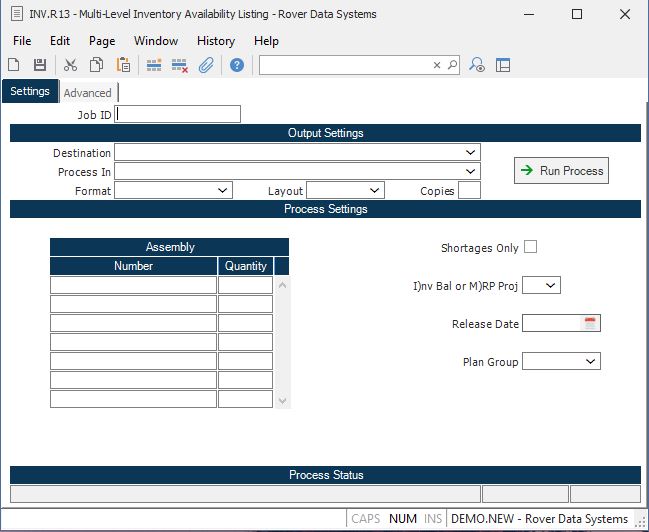 INV.R13 - Multi-Level Inventory Availability Listing - Rover Data Systems
File Edit Page Window History Help
Settings Advanced
Job ID
Output Settings
Destination
Process In
Run Process
Format Layout Copies
Process Settings
Assembly
Number Quantity
Shortages Only
I)nv Bal or M)RP Proj
Release Date
Plan Group
Process Status
CAPS NUM INS DEMO.NEW - Rover Data Systems